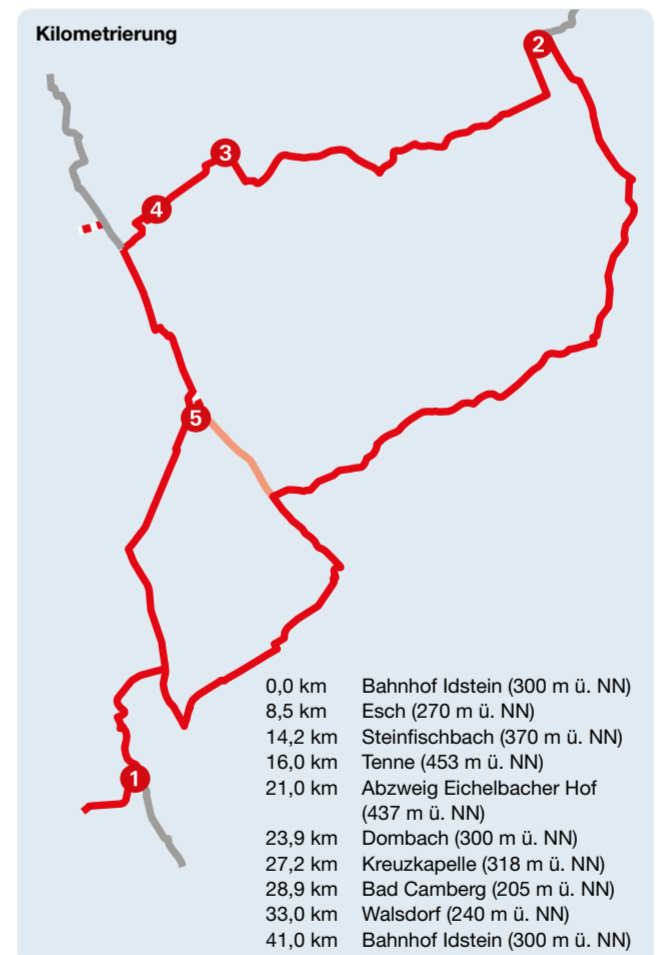 Kilometrierung
2
3
4
5
1
0,0 km Bahnhof Idstein (300 m ü. NN)
8,5 km Esch (270 m ü. NN)
14,2 km Steinfischbach (370 m ü. NN)
16,0 km Tenne (453 m ü. NN)
21,0 km Abzweig Eichelbacher Hof
(437 m ü. NN)
23,9 km Dombach (300 m ü. NN)
27,2 km Kreuzkapelle (318 m ü. NN)
28,9 km Bad Camberg (205 m ü. NN)
33,0 km Walsdorf (240 m ü. NN)
41,0 km Bahnhof Idstein (300 m ü. NN)